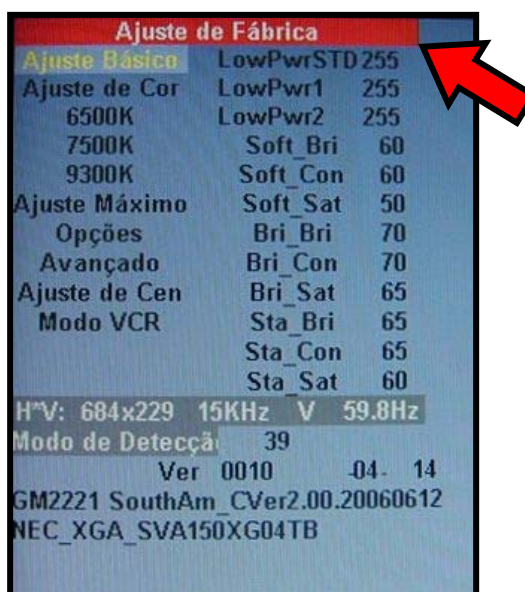 Ajuste de Fábrica
Ajuste Básico LowPwrSTD 255
Ajuste de Cor LowPwr1 255
6500K LowPwr2 255
7500K Soft_Bri 60
9300K Soft_Con 60
Ajuste Máximo Soft_Sat 50
Opções Bri_Bri 70
Avançado Bri_Con 70
Ajuste de Cen Bri_Sat 65
Modo VCR Sta_Bri 65
Sta_Con 65
Sta_Sat 60
H*V: 684x229 15KHz V 59.8Hz
Modo de Detecçã 39
Ver 0010 -04- 14
GM2221 SouthAm_CVer2.00.20060612
NEC_XGA_SVA150XG04TB